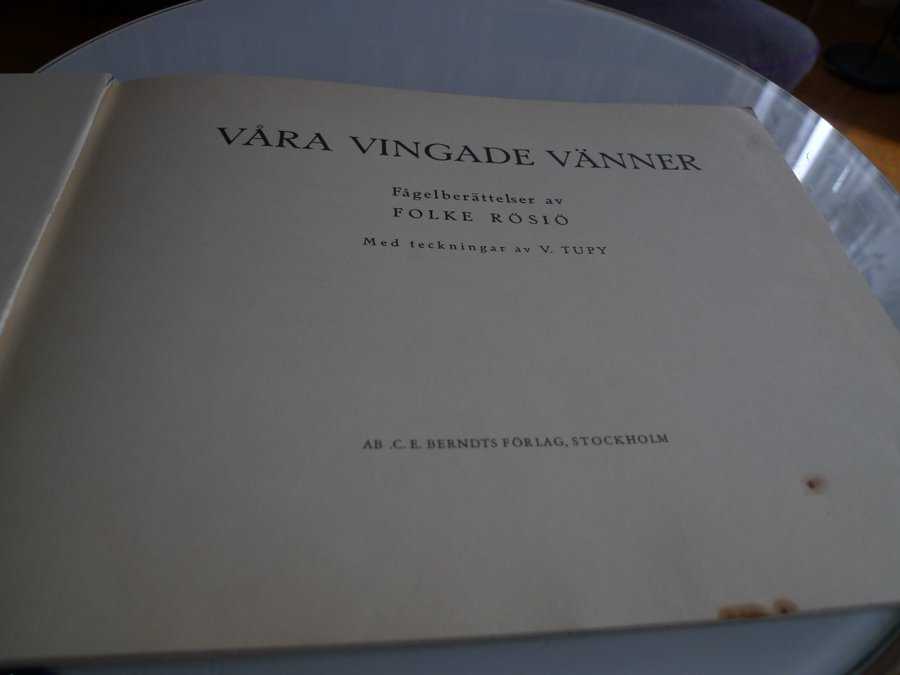 VÅRA VINGADE VÄNNER
Fågelberättelser av
FOLKE RÖSIÖ
Med teckningar av V. TUPY
AB .C. E. BERNDTS FÖRLAG, STOCKHOLM